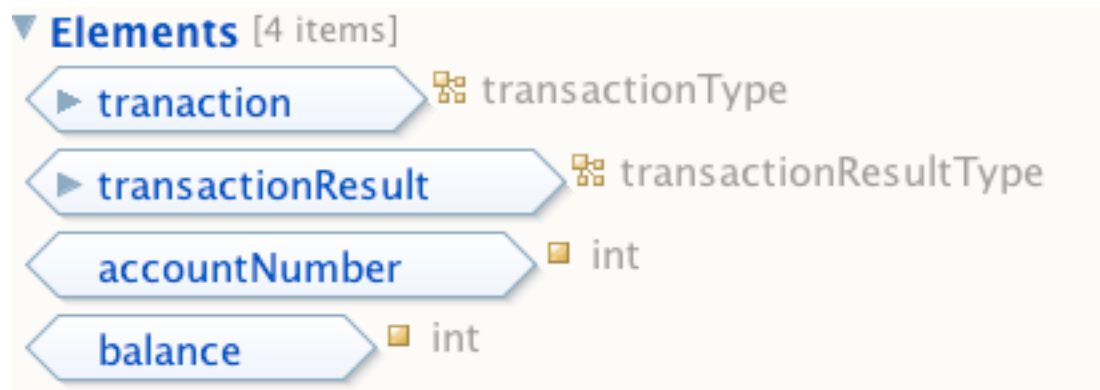 Elements [4 items]
tranaction transactionType
transactionResult transactionResultType
accountNumber int
balance int